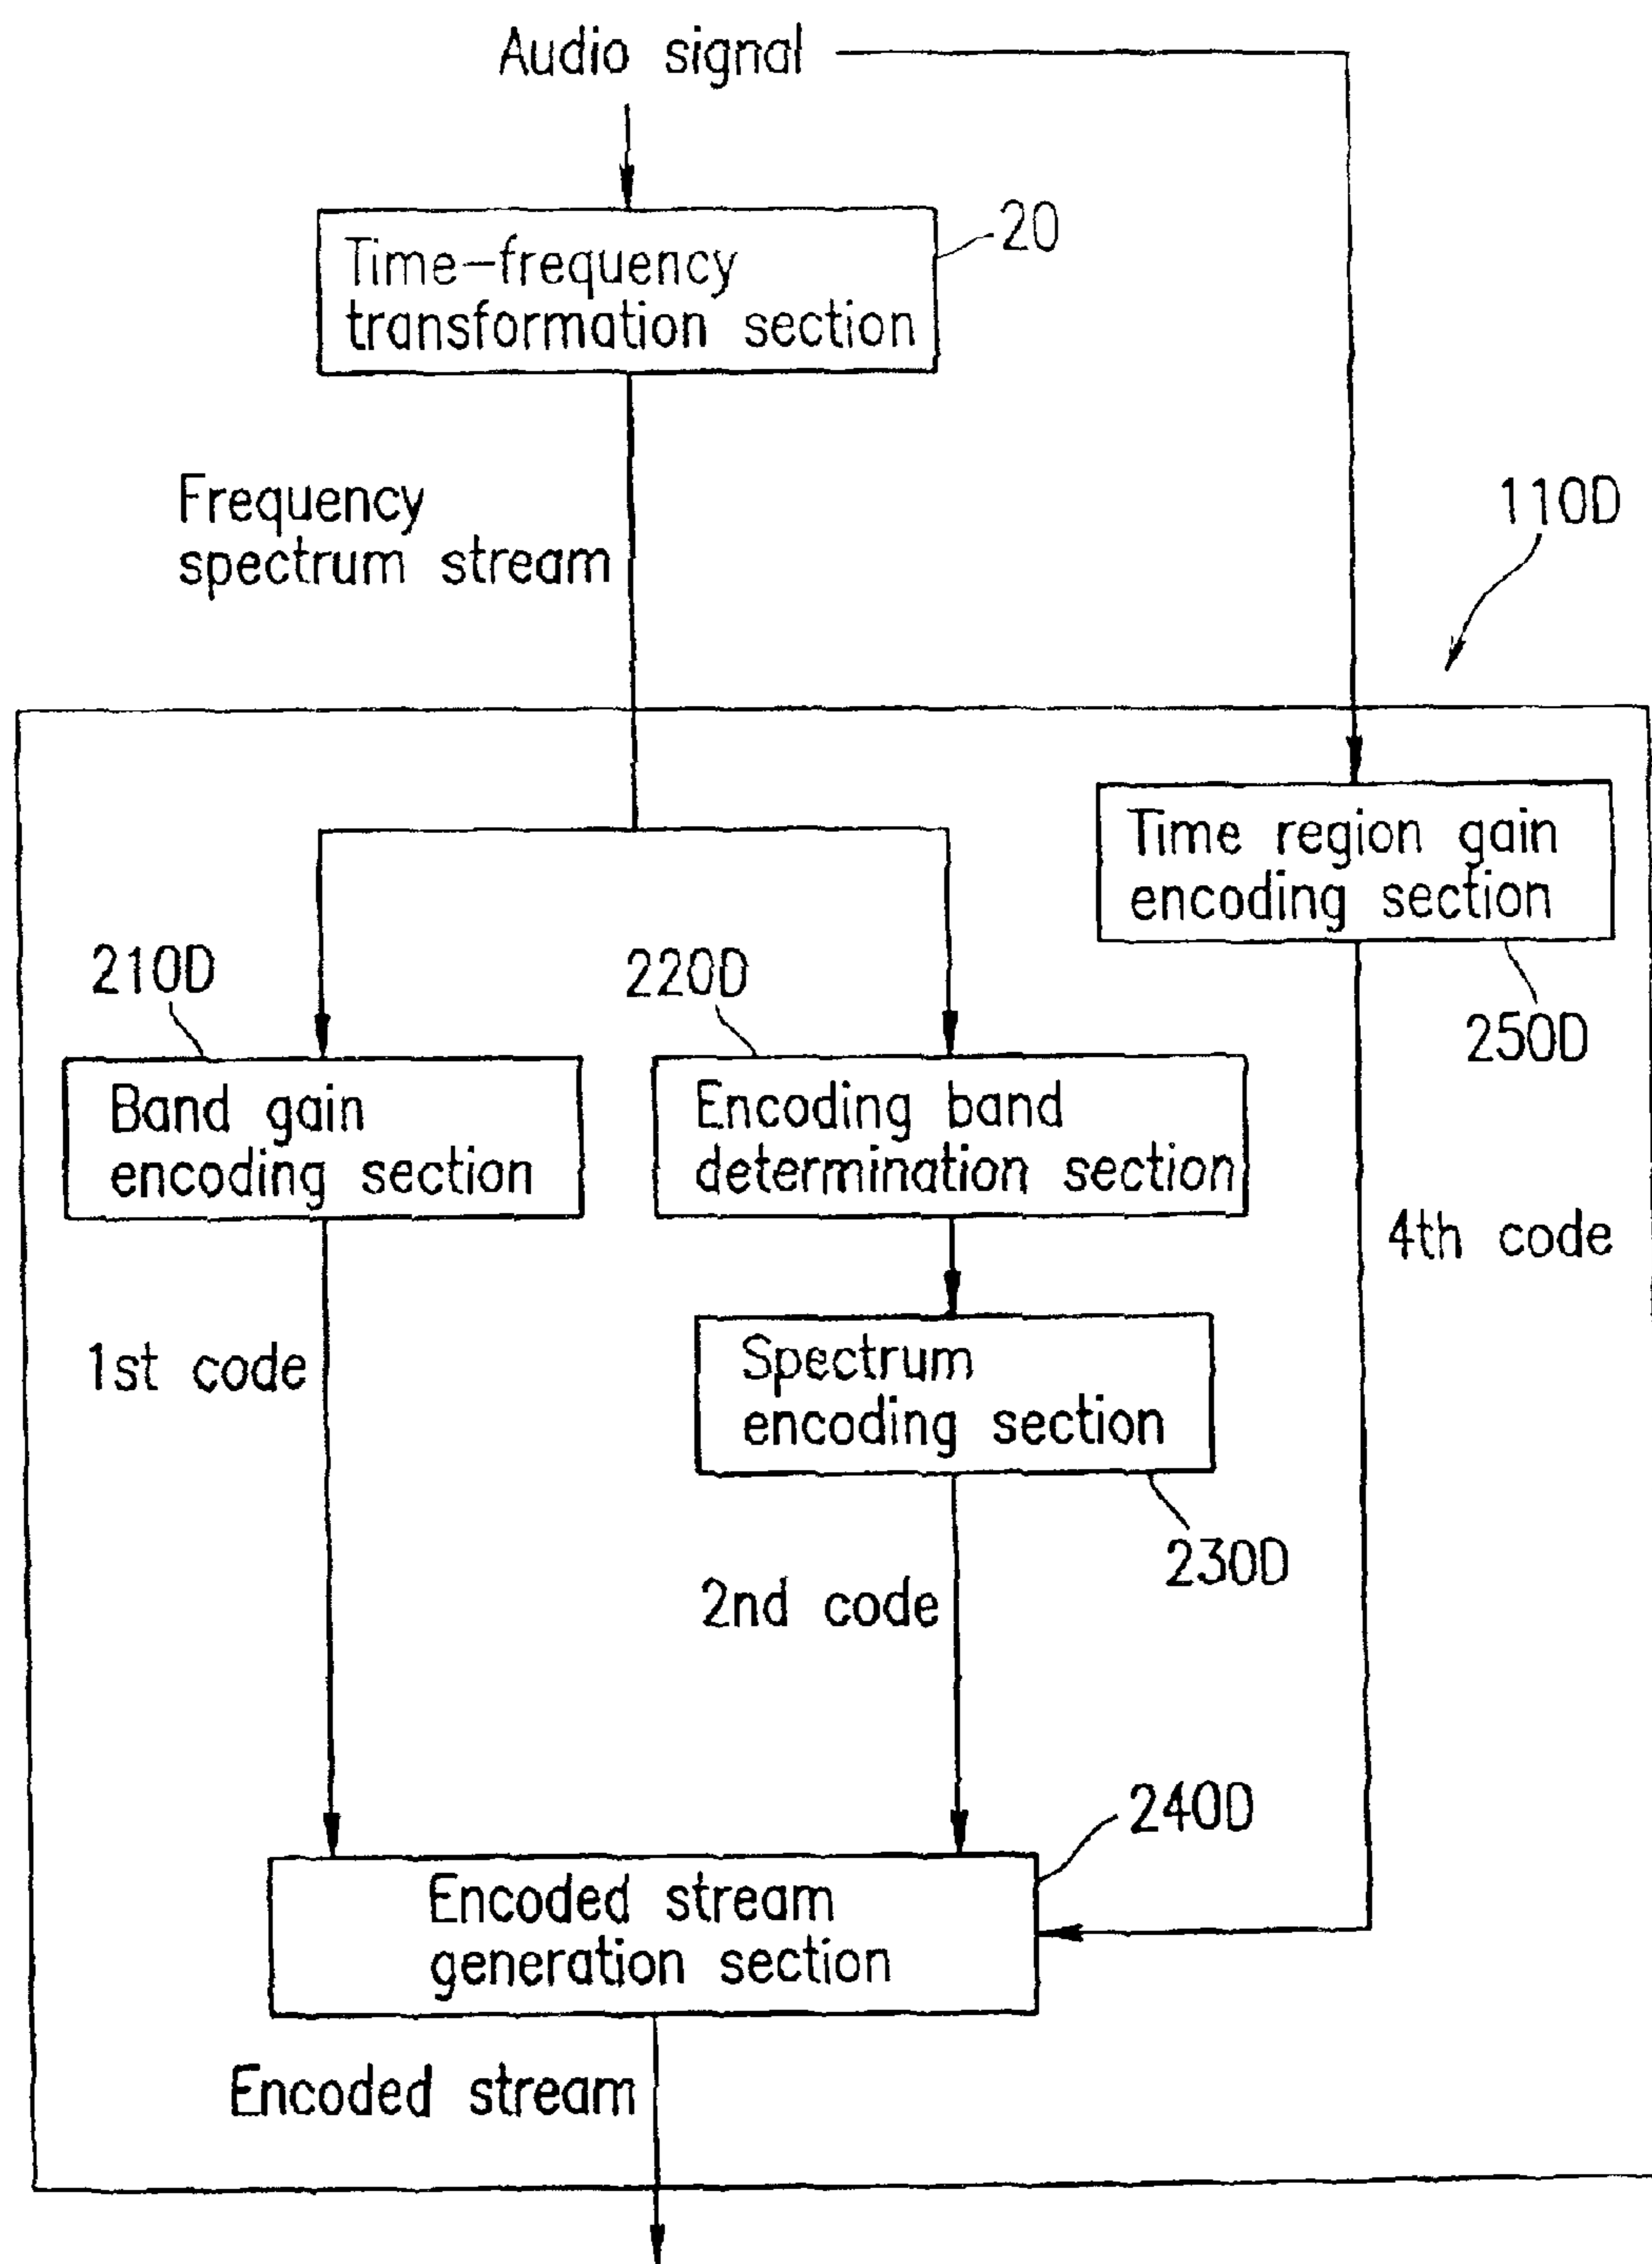 Audio signal
Time-frequency
transformation section
20
Frequency
spectrum stream
110D
Time region gain
encoding section
250D
210D
220D
Band gain
encoding section
Encoding band
determination section
4th code
1st code
Spectrum
encoding section
230D
2nd code
240D
Encoded stream
generation section
Encoded stream